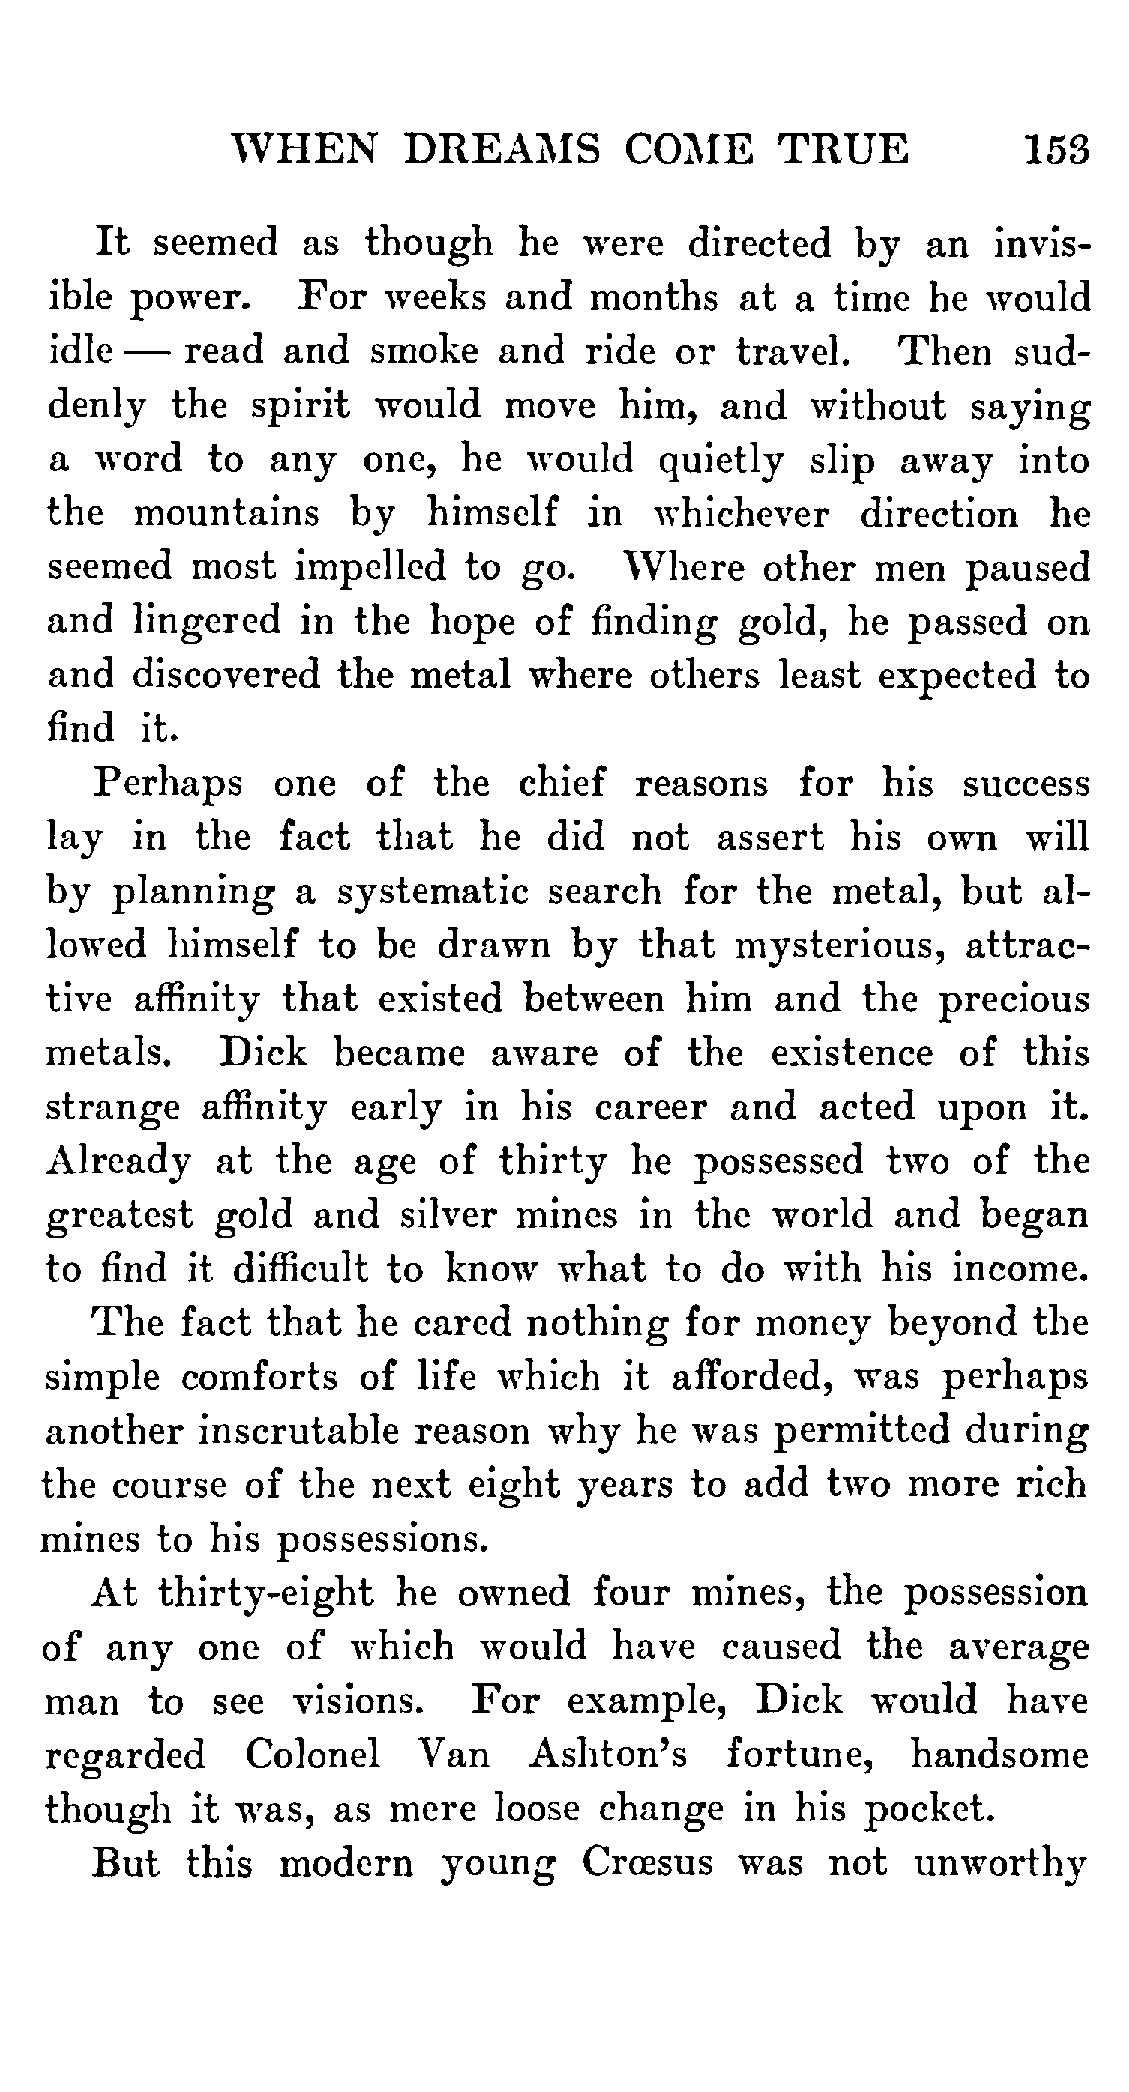 WHEN DREAMS COME TRUE 153
It seemed as though he were directed by an invis-
ible power. For weeks and months at a time he would
idle — read and smoke and ride or travel. Then sud-
denly the spirit would move him, and without saying
a word to any one, he would quietly slip away into
the mountains by himself in whichever direction he
seemed most impelled to go. Where other men paused
and lingered in the hope of finding gold, he passed on
and discovered the metal where others least expected to
find it.
Perhaps one of the chief reasons for his success
lay in the fact that he did not assert his own will
by planning a systematic search for the metal, but al-
lowed himself to be drawn by that mysterious, attrac-
tive affinity that existed between him and the precious
metals. Dick became aware of the existence of this
strange affinity early in his career and acted upon it.
Already at the age of thirty he possessed two of the
greatest gold and silver mines in the world and began
to find it difficult to know what to do with his income.
The fact that he cared nothing for money beyond the
simple comforts of life which it afforded, was perhaps
another inscrutable reason why he was permitted during
the course of the next eight years to add two more rich
mines to his possessions.
At thirty-eight he owned four mines, the possession
of any one of which would have caused the average
man to see visions. For example, Dick would have
regarded Colonel Van Ashton's fortune, handsome
though it was, as mere loose change in his pocket.
But this modern young Crœsus was not unworthy